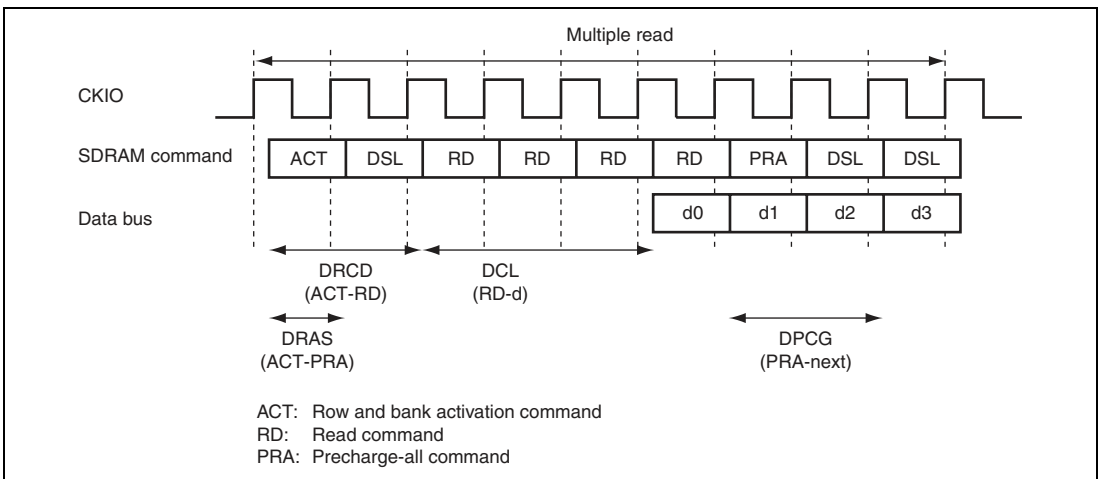 Multiple read
CKIO
SDRAM command ACT DSL RD RD RD RD PRA DSL DSL
Data bus d0 d1 d2 d3
DRCD
(ACT-RD)
DCL
(RD-d)
DRAS
(ACT-PRA)
DPCG
(PRA-next)
ACT: Row and bank activation command
RD: Read command
PRA: Precharge-all command